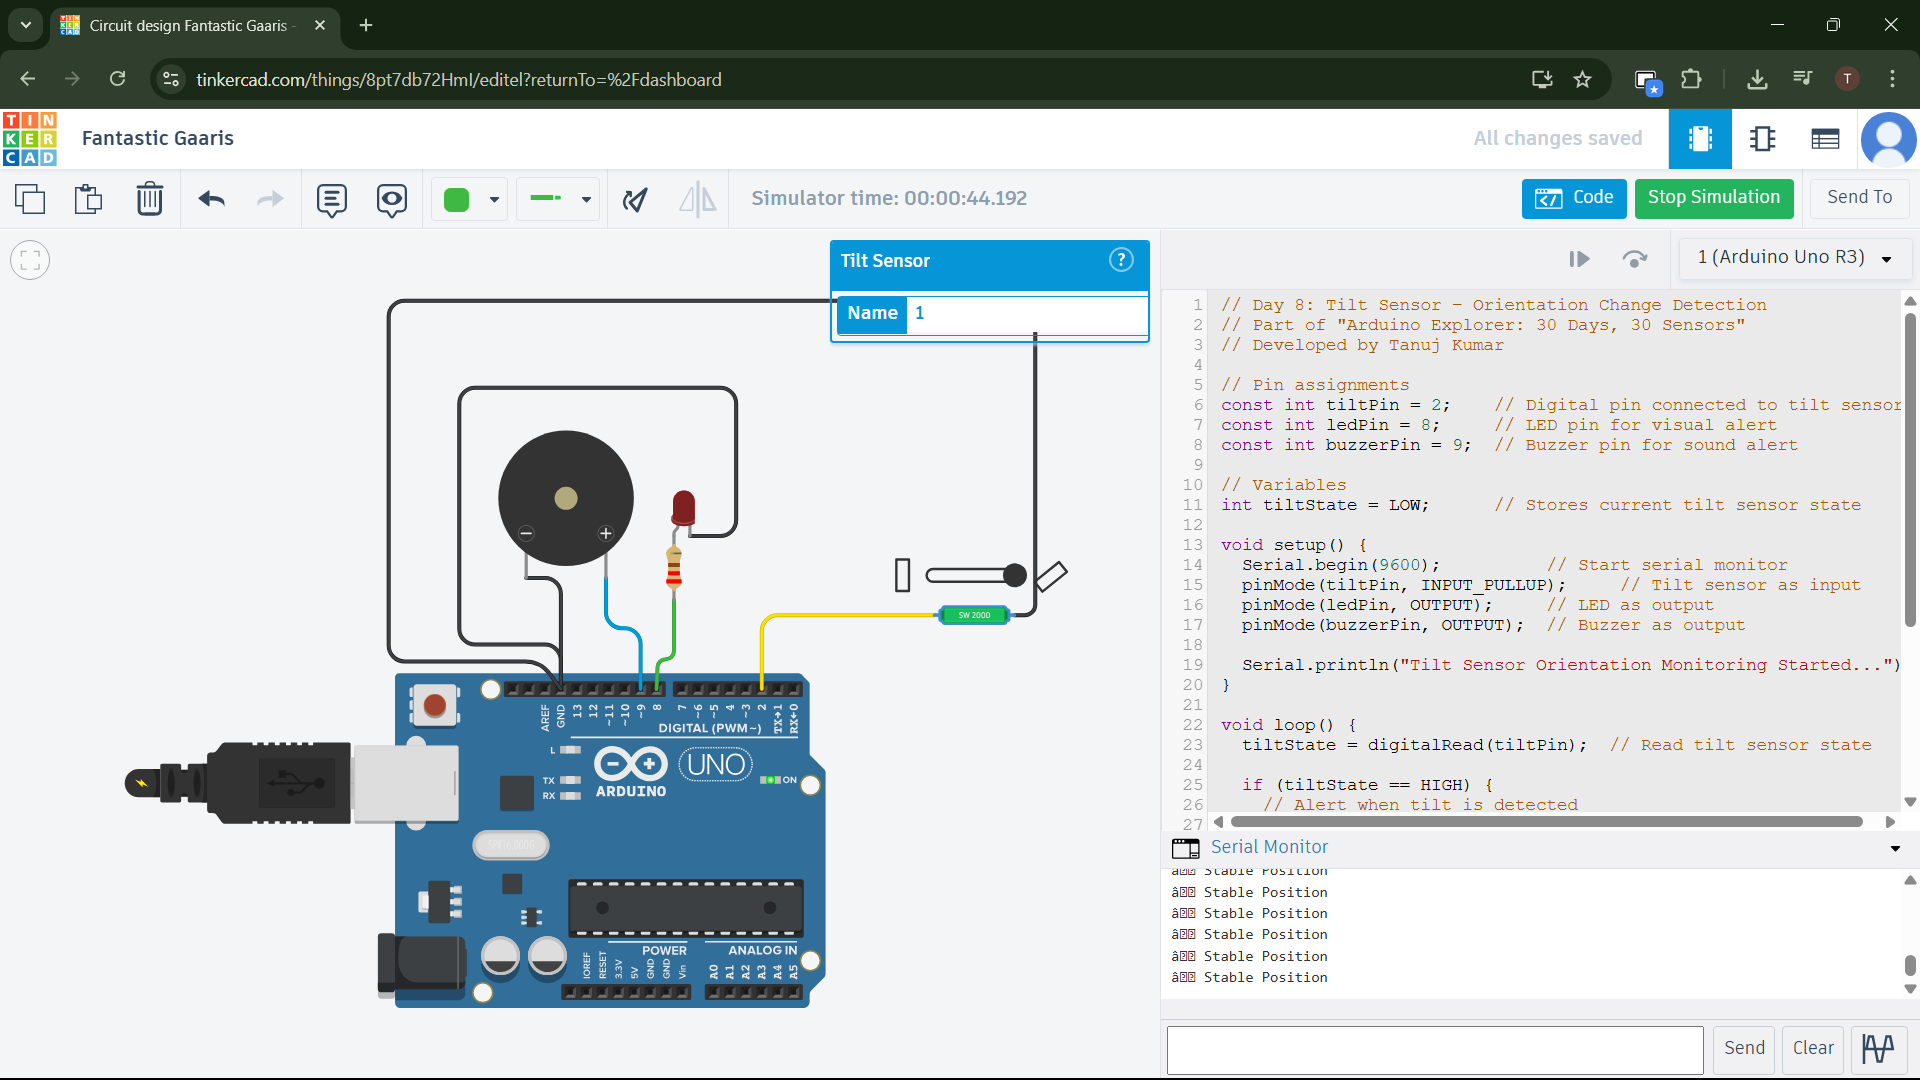 Circuit design Fantastic Gaaris -
tinkercad.com/things/8pt7db72Hml/editel?returnTo=%2Fdashboard
T
TIN
KER
CAD
Fantastic Gaaris
All changes saved
Simulator time: 00:00:44.192
Code
Stop Simulation
Send To
Tilt Sensor
?
Name
1
1 (Arduino Uno R3)
1 // Day 8: Tilt Sensor – Orientation Change Detection
2 // Part of "Arduino Explorer: 30 Days, 30 Sensors"
3 // Developed by Tanuj Kumar
4
5 // Pin assignments
6 const int tiltPin = 2; // Digital pin connected to tilt sensor
7 const int ledPin = 8; // LED pin for visual alert
8 const int buzzerPin = 9; // Buzzer pin for sound alert
9
10 // Variables
11 int tiltState = LOW; // Stores current tilt sensor state
12
13 void setup() {
14 Serial.begin(9600); // Start serial monitor
15 pinMode(tiltPin, INPUT_PULLUP); // Tilt sensor as input
16 pinMode(ledPin, OUTPUT); // LED as output
17 pinMode(buzzerPin, OUTPUT); // Buzzer as output
18
19 Serial.println("Tilt Sensor Orientation Monitoring Started...")
20 }
21
22 void loop() {
23 tiltState = digitalRead(tiltPin); // Read tilt sensor state
24
25 if (tiltState == HIGH) {
26 // Alert when tilt is detected
27
SW 2000
AREF
GND
13
12
~11
~10
~9
8
7
~6
~5
4
~3
2
TX→1
RX←0
DIGITAL (PWM~)
L
TX
RX
UNO
ARDUINO
ON
POWER
ANALOG IN
IOREF
RESET
3.3V
5V
GND
GND
Vin
A0
A1
A2
A3
A4
A5
Serial Monitor
â Stable Position
â Stable Position
â Stable Position
â Stable Position
â Stable Position
â Stable Position
Send
Clear